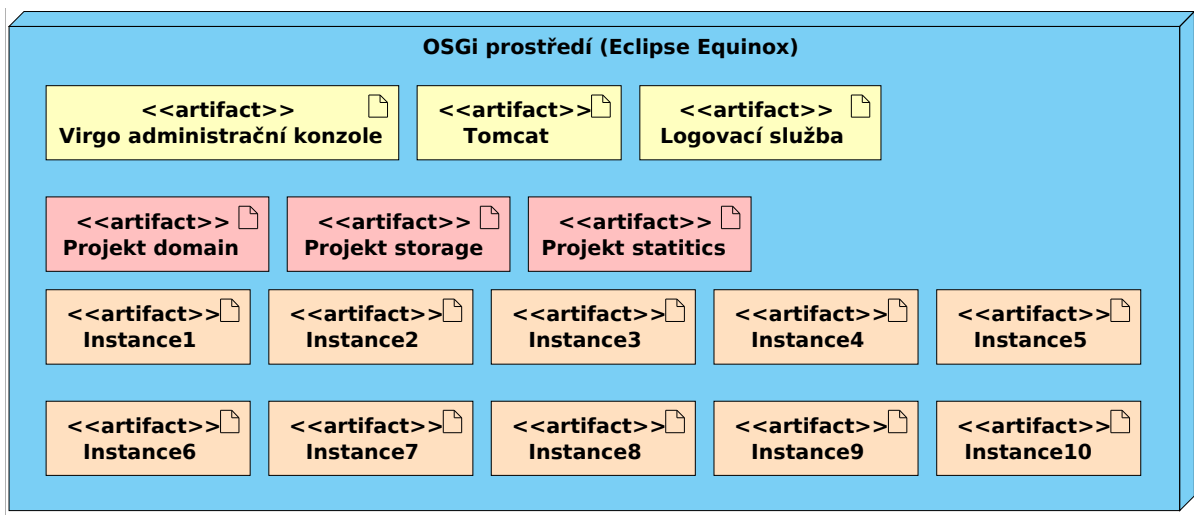 OSGi prostředí (Eclipse Equinox)
<<artifact>>
Virgo administrační konzole
<<artifact>>
Tomcat
<<artifact>>
Logovací služba
<<artifact>>
Projekt domain
<<artifact>>
Projekt storage
<<artifact>>
Projekt statitics
<<artifact>>
Instance1
<<artifact>>
Instance2
<<artifact>>
Instance3
<<artifact>>
Instance4
<<artifact>>
Instance5
<<artifact>>
Instance6
<<artifact>>
Instance7
<<artifact>>
Instance8
<<artifact>>
Instance9
<<artifact>>
Instance10